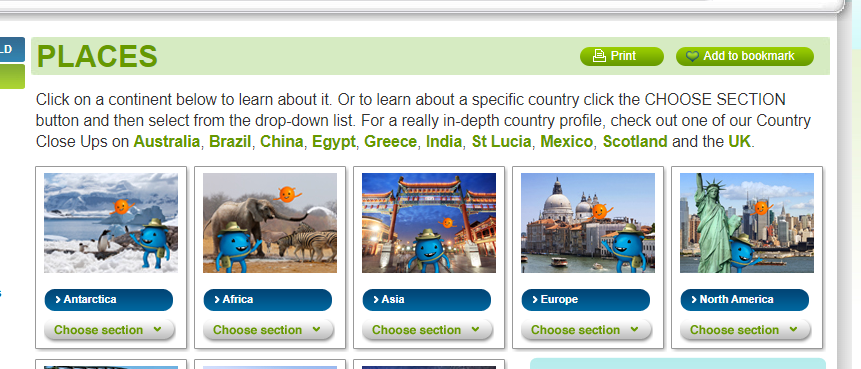 LD
PLACES
Print
Add to bookmark
Click on a continent below to learn about it. Or to learn about a specific country click the CHOOSE SECTION
button and then select from the drop-down list. For a really in-depth country profile, check out one of our Country
Close Ups on Australia, Brazil, China, Egypt, Greece, India, St Lucia, Mexico, Scotland and the UK.
Antarctica
Africa
Asia
Europe
North America
Choose section
Choose section
Choose section
Choose section
Choose section